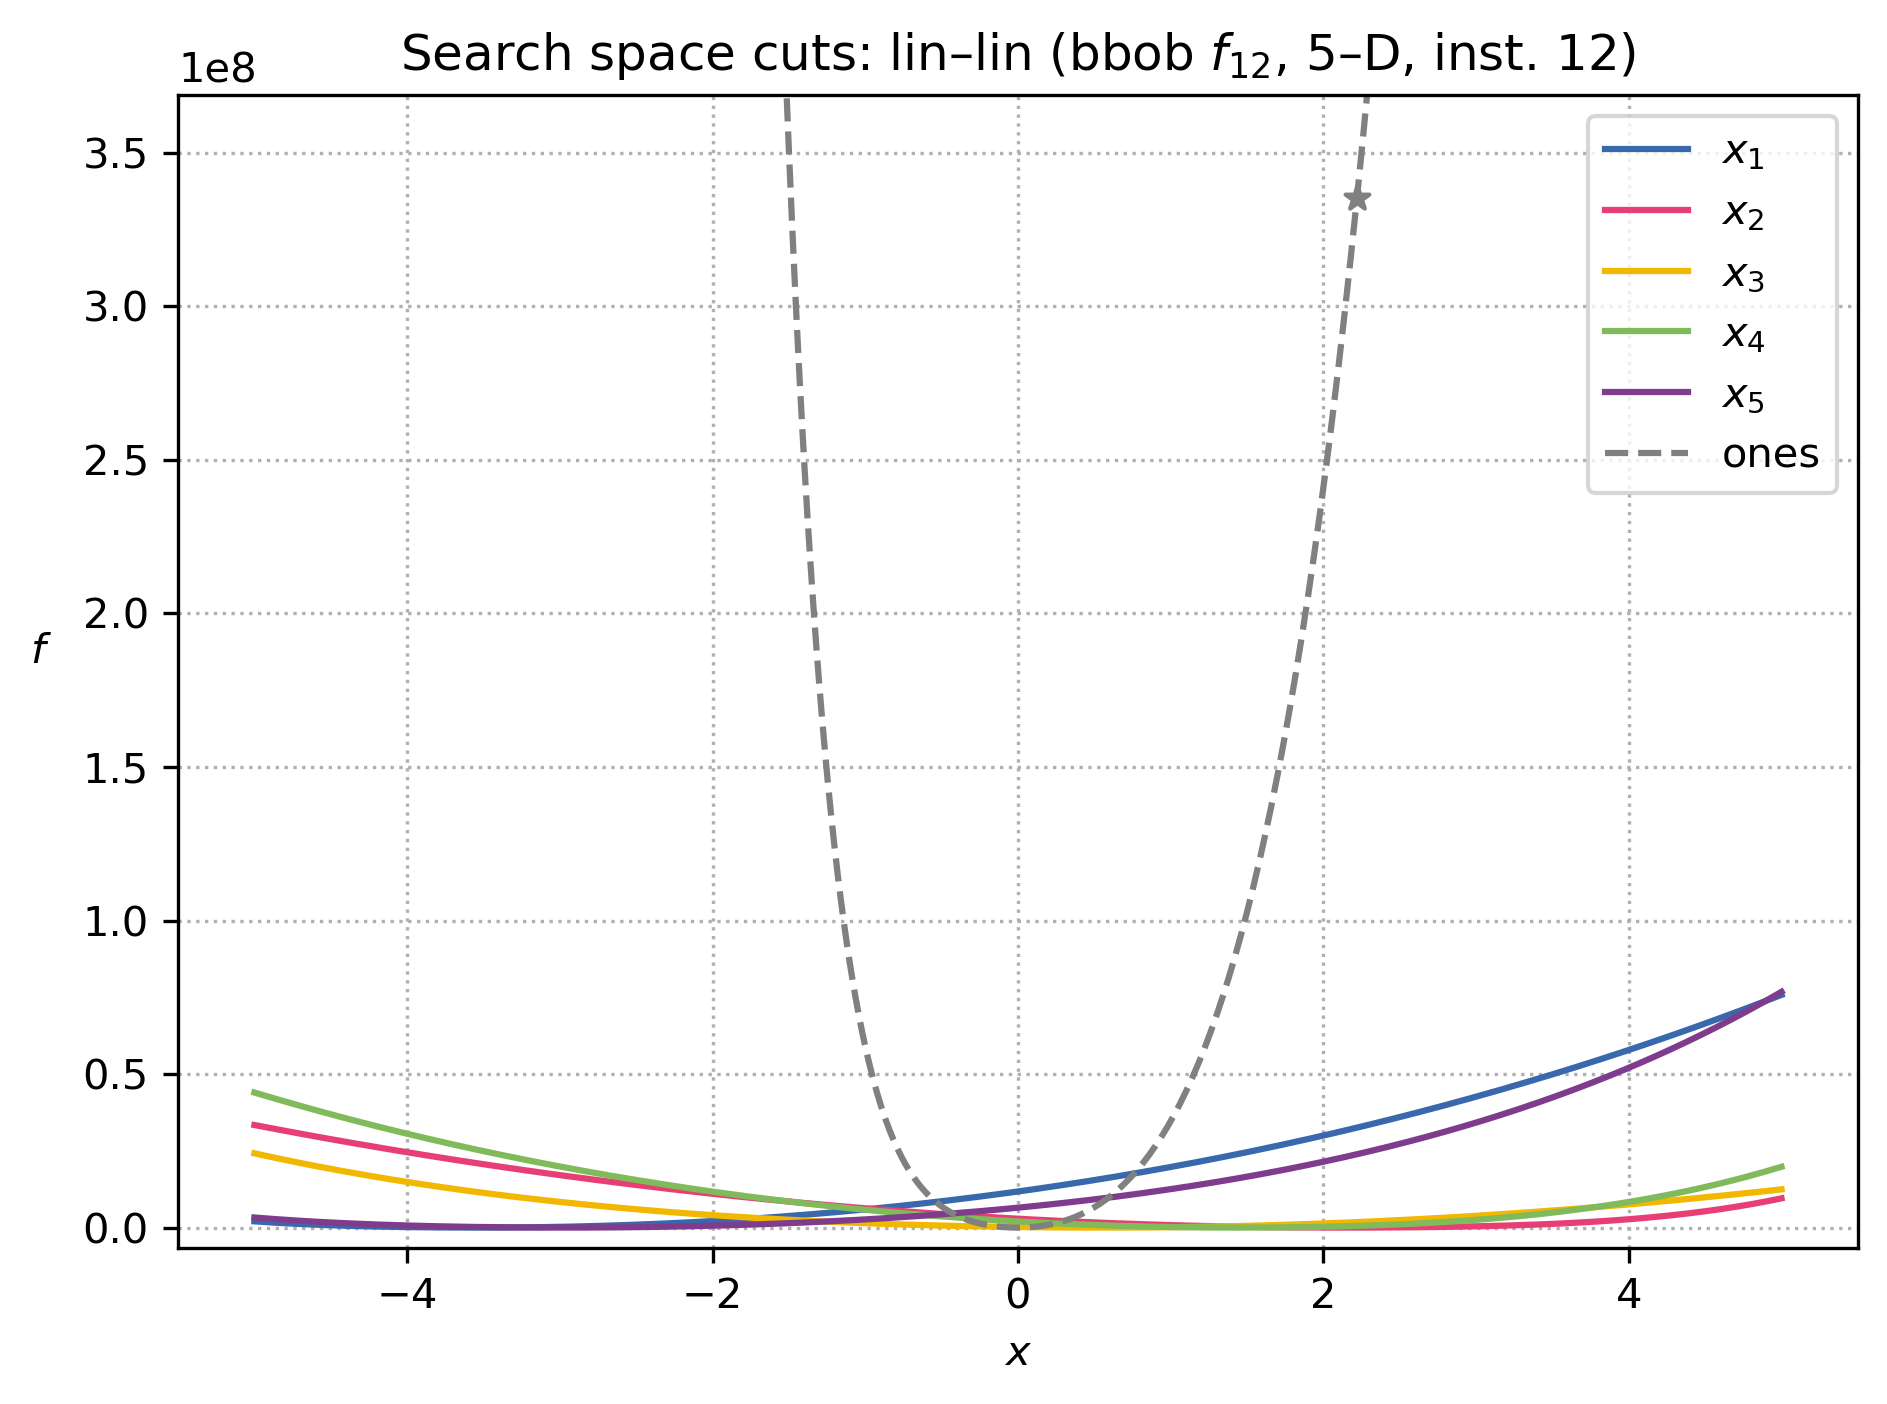 Search space cuts: lin–lin (bbob f₁₂, 5–D, inst. 12)
1e8
3.5
3.0
2.5
2.0
1.5
1.0
0.5
0.0
f
−4 −2 0 2 4
x
x₁
x₂
x₃
x₄
x₅
ones